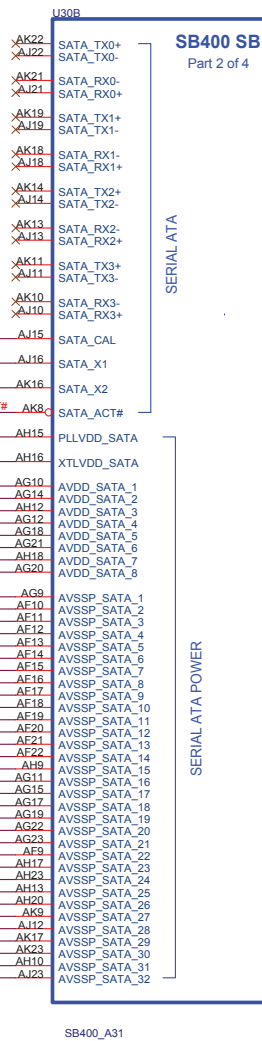 U30B
SB400 SB
Part 2 of 4
AK22 SATA_TX0+
AJ22 SATA_TX0-
AK21 SATA_RX0-
AJ21 SATA_RX0+
AK19 SATA_TX1+
AJ19 SATA_TX1-
AK18 SATA_RX1-
AJ18 SATA_RX1+
AK14 SATA_TX2+
AJ14 SATA_TX2-
AK13 SATA_RX2-
AJ13 SATA_RX2+
AK11 SATA_TX3+
AJ11 SATA_TX3-
AK10 SATA_RX3-
AJ10 SATA_RX3+
AJ15 SATA_CAL
AJ16 SATA_X1
AK16 SATA_X2
# AK8 SATA_ACT#
SERIAL ATA
AH15 PLLVDD_SATA
AH16 XTLVDD_SATA
AG10 AVDD_SATA_1
AG14 AVDD_SATA_2
AH12 AVDD_SATA_3
AG12 AVDD_SATA_4
AG18 AVDD_SATA_5
AG21 AVDD_SATA_6
AH18 AVDD_SATA_7
AG20 AVDD_SATA_8
AG9 AVSSP_SATA_1
AF10 AVSSP_SATA_2
AF11 AVSSP_SATA_3
AF12 AVSSP_SATA_4
AF13 AVSSP_SATA_5
AF14 AVSSP_SATA_6
AF15 AVSSP_SATA_7
AF16 AVSSP_SATA_8
AF17 AVSSP_SATA_9
AF18 AVSSP_SATA_10
AF19 AVSSP_SATA_11
AF20 AVSSP_SATA_12
AF21 AVSSP_SATA_13
AF22 AVSSP_SATA_14
AH9 AVSSP_SATA_15
AG11 AVSSP_SATA_16
AG15 AVSSP_SATA_17
AG17 AVSSP_SATA_18
AG19 AVSSP_SATA_19
AG22 AVSSP_SATA_20
AG23 AVSSP_SATA_21
AF9 AVSSP_SATA_22
AH17 AVSSP_SATA_23
AH23 AVSSP_SATA_24
AH13 AVSSP_SATA_25
AH20 AVSSP_SATA_26
AK9 AVSSP_SATA_27
AJ12 AVSSP_SATA_28
AK17 AVSSP_SATA_29
AK23 AVSSP_SATA_30
AH10 AVSSP_SATA_31
AJ23 AVSSP_SATA_32
SERIAL ATA POWER
SB400_A31